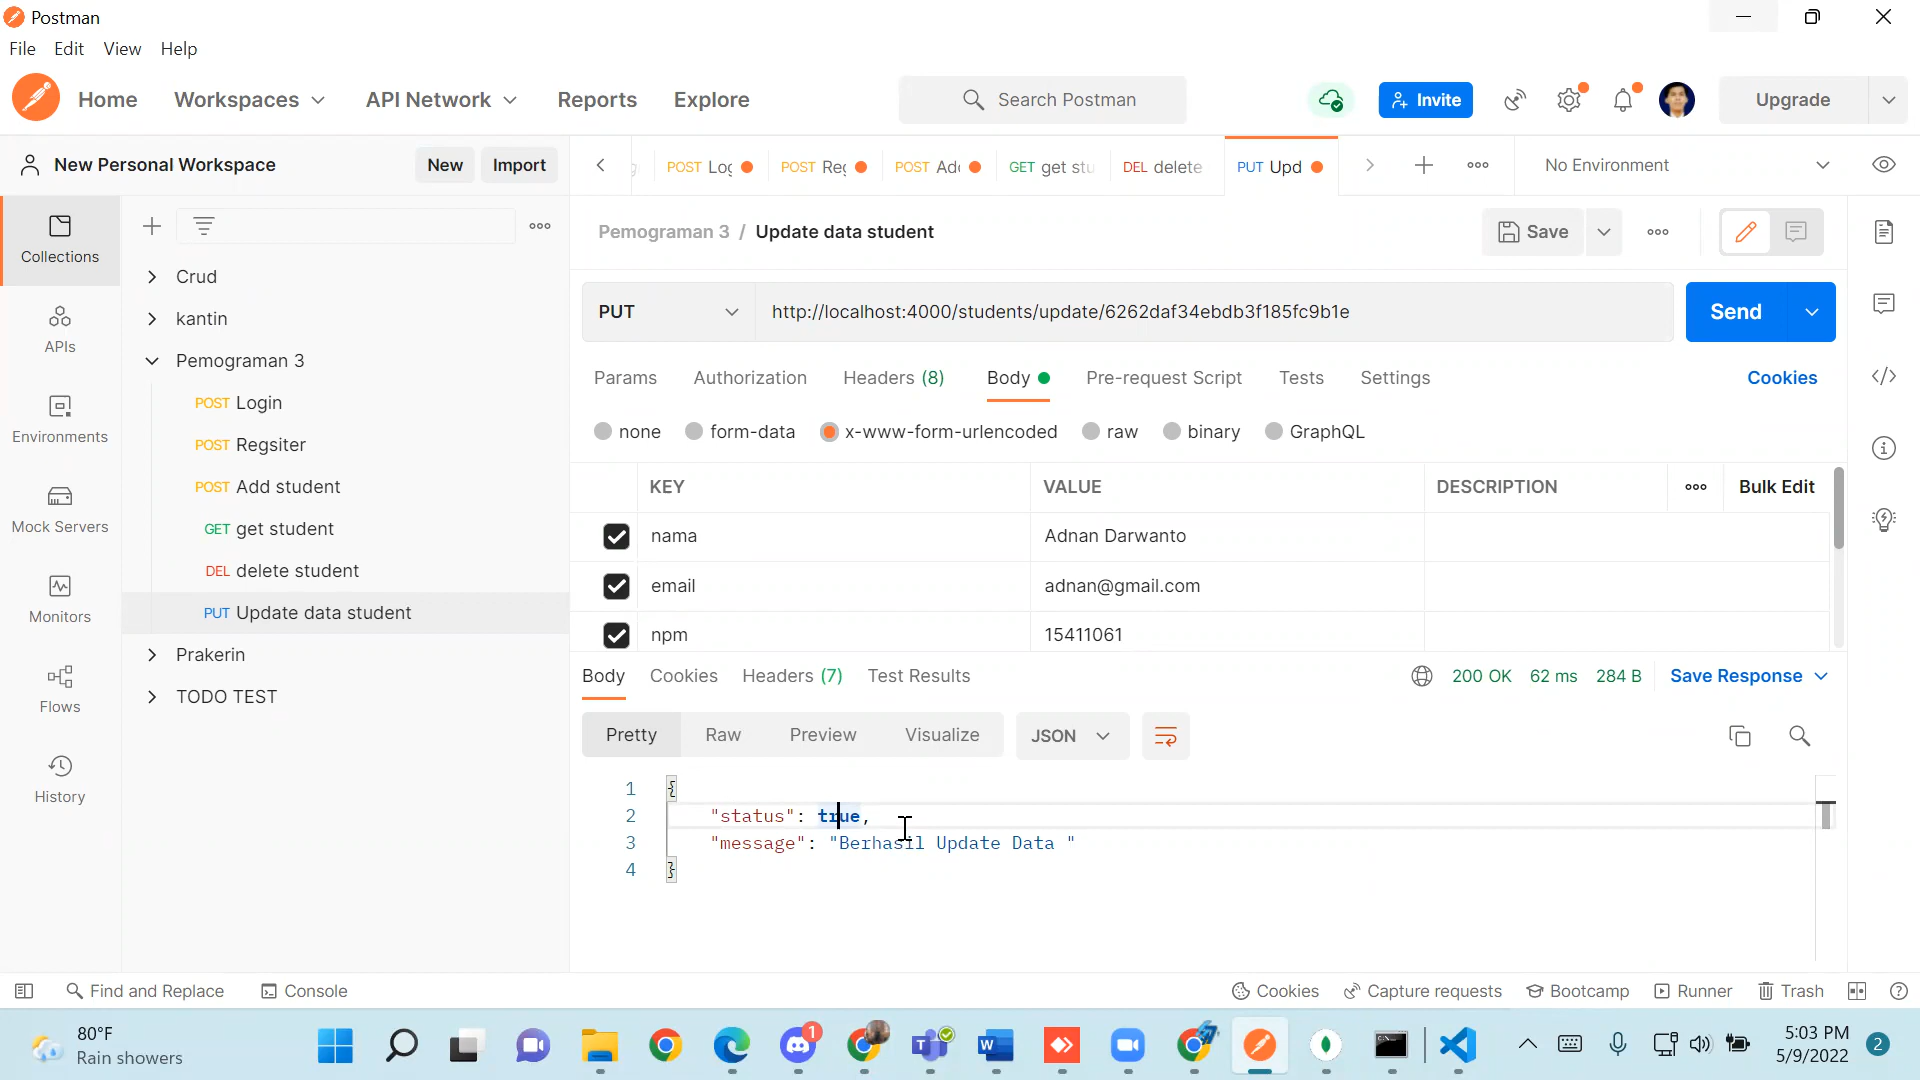 Postman
File Edit View Help
Home Workspaces API Network Reports Explore Search Postman Invite Upgrade
New Personal Workspace New Import
POST Log POST Reg POST Add GET get stu DEL delete PUT Upd No Environment
Collections
APIs
Environments
Mock Servers
Monitors
Flows
History
Crud
kantin
Pemograman 3
POST Login
POST Regsiter
POST Add student
GET get student
DEL delete student
PUT Update data student
Prakerin
TODO TEST
Pemograman 3 / Update data student Save
PUT http://localhost:4000/students/update/6262daf34ebdb3f185fc9b1e Send
Params Authorization Headers (8) Body Pre-request Script Tests Settings Cookies
none form-data x-www-form-urlencoded raw binary GraphQL
KEY VALUE DESCRIPTION Bulk Edit
nama Adnan Darwanto
email adnan@gmail.com
npm 15411061
Body Cookies Headers (7) Test Results 200 OK 62 ms 284 B Save Response
Pretty Raw Preview Visualize JSON
1 {
2 "status": true,
3 "message": "Berhasil Update Data "
4 }
Find and Replace Console Cookies Capture requests Bootcamp Runner Trash
80°F
Rain showers
1
5:03 PM
5/9/2022
2